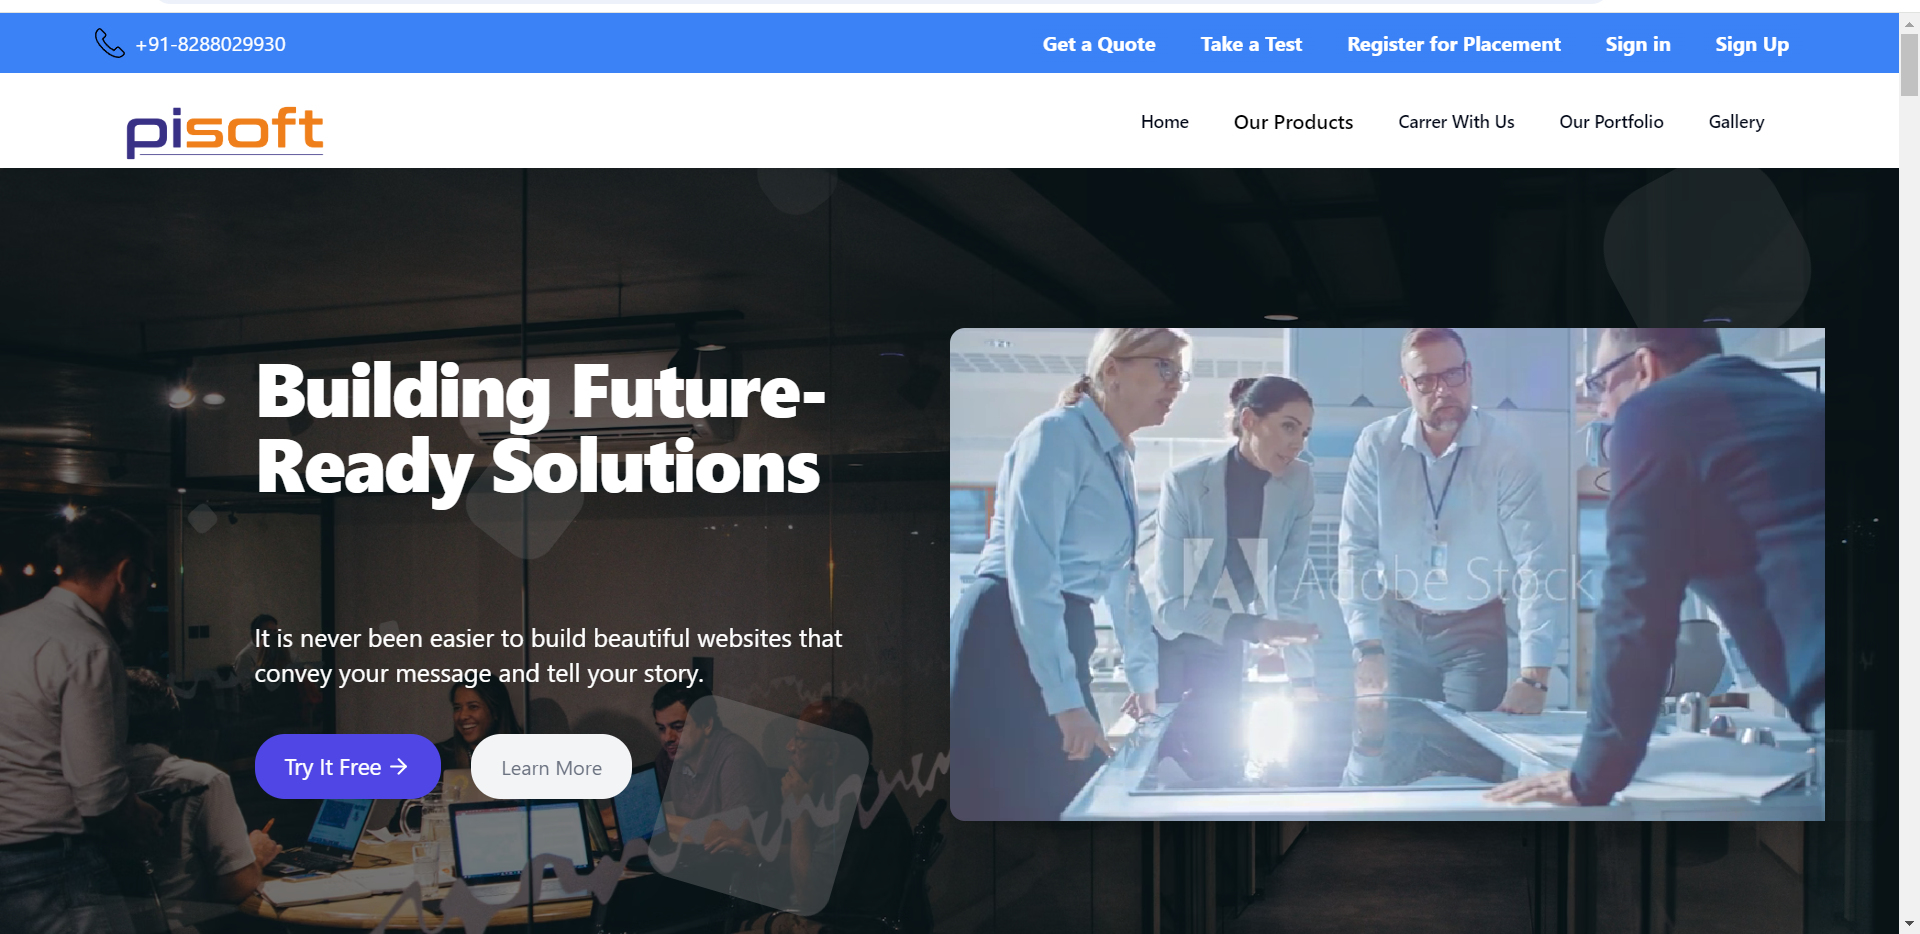 +91-8288029930
Get a Quote
Take a Test
Register for Placement
Sign in
Sign Up
pisoft
Home
Our Products
Carrer With Us
Our Portfolio
Gallery
Building Future-
Ready Solutions
It is never been easier to build beautiful websites that
convey your message and tell your story.
Try It Free →
Learn More
Adobe Stock